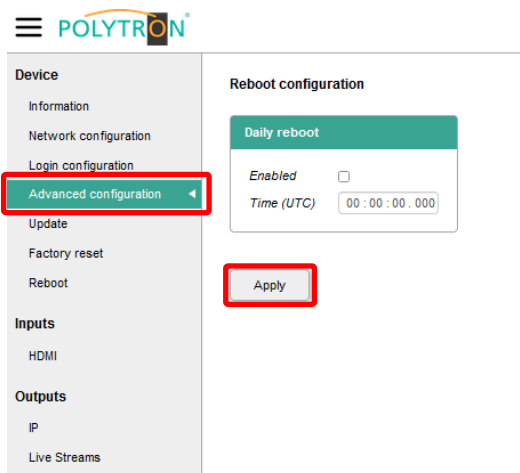 POLYTRON
Device
Information
Network configuration
Login configuration
Advanced configuration
Update
Factory reset
Reboot
Inputs
HDMI
Outputs
IP
Live Streams
Reboot configuration
Daily reboot
Enabled
Time (UTC) 00 : 00 : 00 . 000
Apply